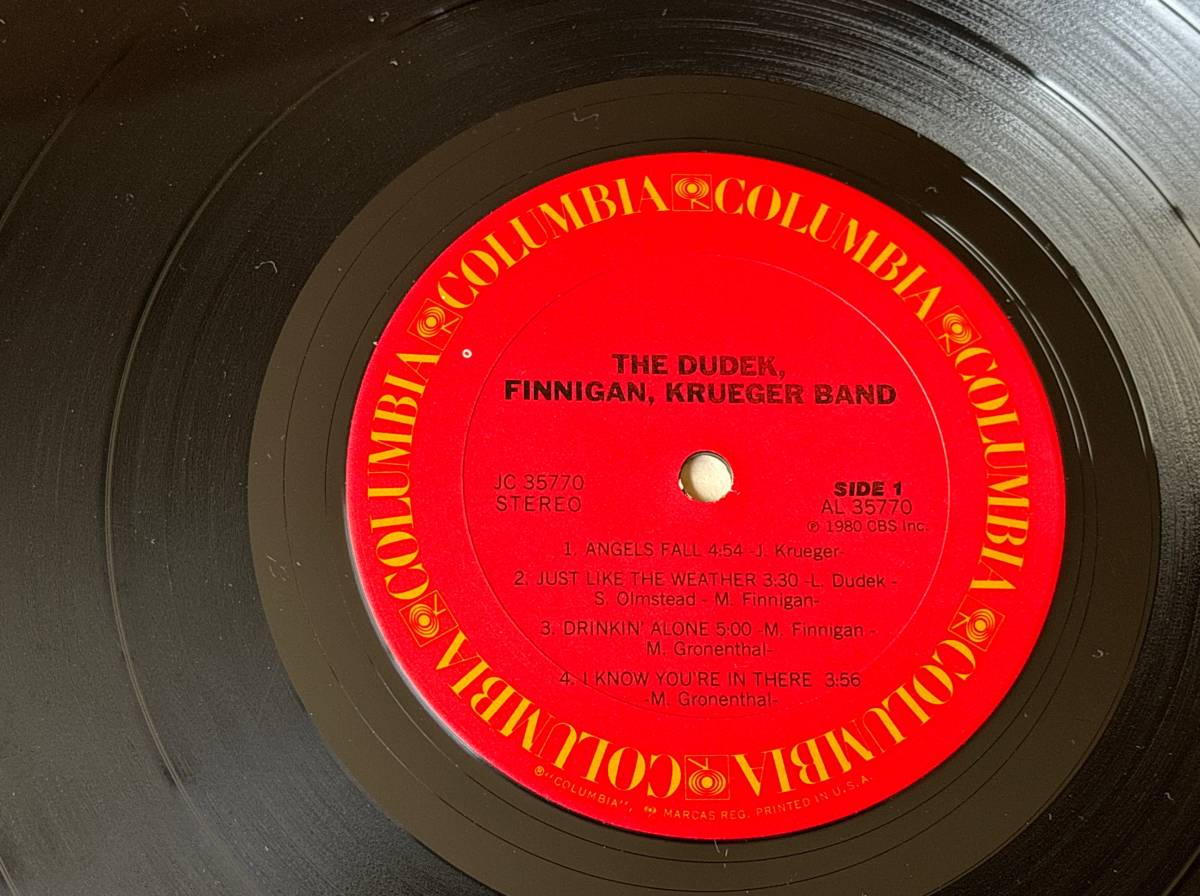 COLUMBIA COLUMBIA COLUMBIA COLUMBIA COLUMBIA COLUMBIA COLUMBIA COLUMBIA
THE DUDEK,
FINNIGAN, KRUEGER BAND
JC 35770
STEREO
SIDE 1
AL 35770
℗ 1980 CBS Inc.
1. ANGELS FALL 4:54 -J. Krueger-
2. JUST LIKE THE WEATHER 3:30 -L. Dudek -
S. Olmstead - M. Finnigan-
3. DRINKIN' ALONE 5:00 -M. Finnigan -
M. Gronenthal-
4. I KNOW YOU'RE IN THERE 3:56
-M. Gronenthal-
®"COLUMBIA", MARCAS REG. PRINTED IN U.S.A.